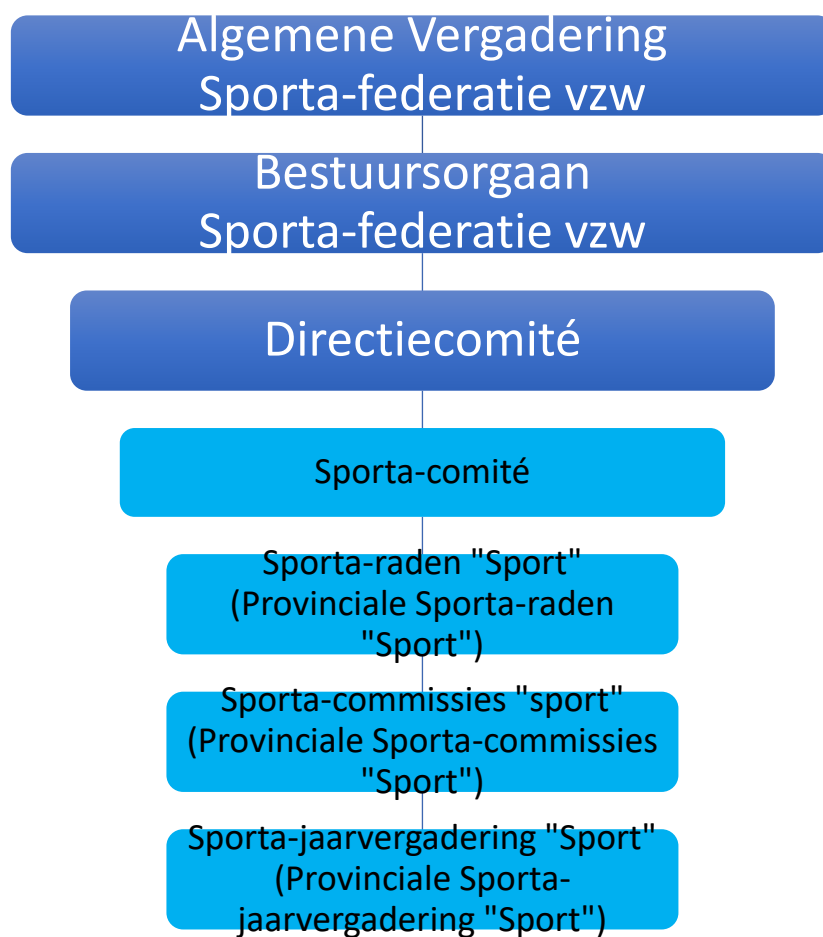 Algemene Vergadering
Sporta-federatie vzw
Bestuursorgaan
Sporta-federatie vzw
Directiecomité
Sporta-comité
Sporta-raden "Sport"
(Provinciale Sporta-raden
"Sport")
Sporta-commissies "sport"
(Provinciale Sporta-commissies
"Sport")
Sporta-jaarvergadering "Sport"
(Provinciale Sporta-
jaarvergadering "Sport")